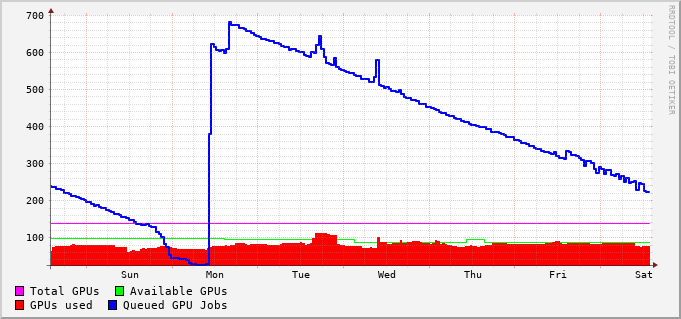 RRDTOOL / TOBI OETIKER
700
600
500
400
300
200
100
Sun Mon Tue Wed Thu Fri Sat
Total GPUs Available GPUs
GPUs used Queued GPU Jobs